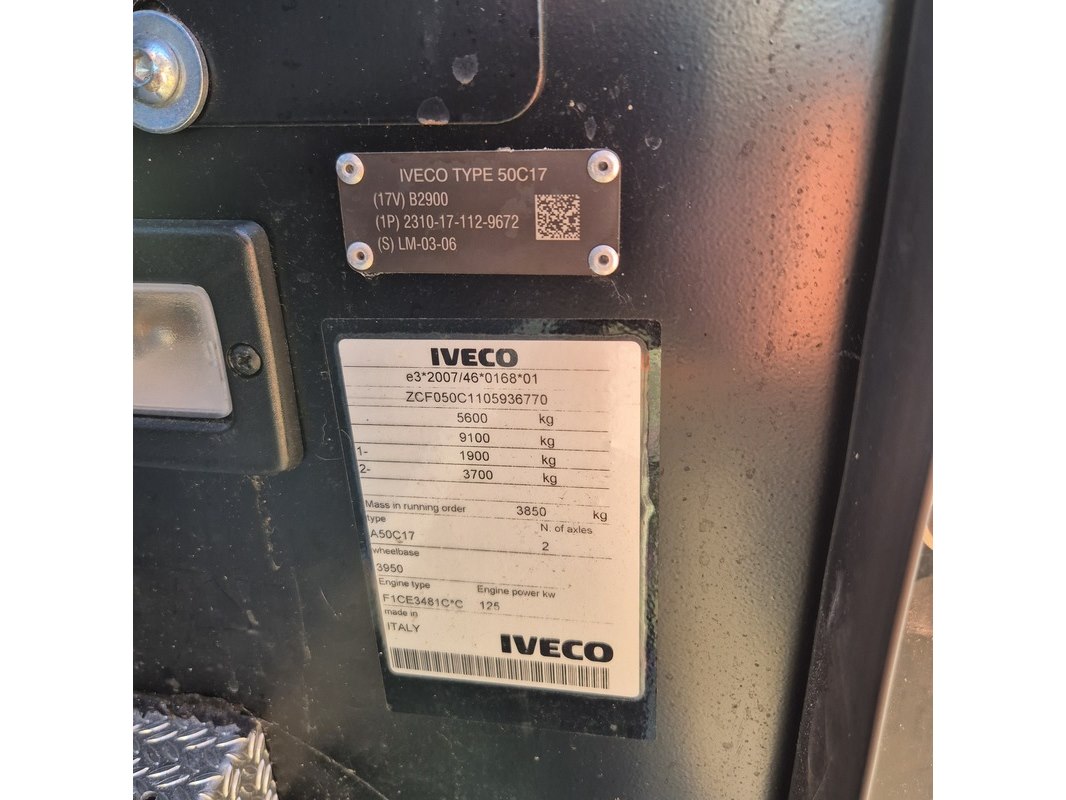 IVECO TYPE 50C17
(17V) B2900
(1P) 2310-17-112-9672
(S) LM-03-06
IVECO
e3*2007/46*0168*01
ZCF050C1105936770
- 5600 kg
9100 kg
1- 1900 kg
2- 3700 kg
Mass in running order 3850 kg
type N. of axles
A50C17 2
wheelbase
3950
Engine type Engine power kw
F1CE3481C*C 125
made in
ITALY
IVECO